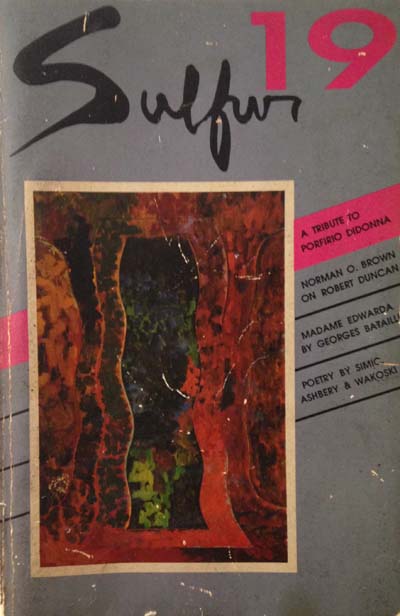 Sulfur 19
A TRIBUTE TO
PORFIRIO DIDONNA
NORMAN O. BROWN
ON ROBERT DUNCAN
MADAME EDWARDA
BY GEORGES BATAILL
POETRY BY SIMIC
ASHBERY & WAKOSKI